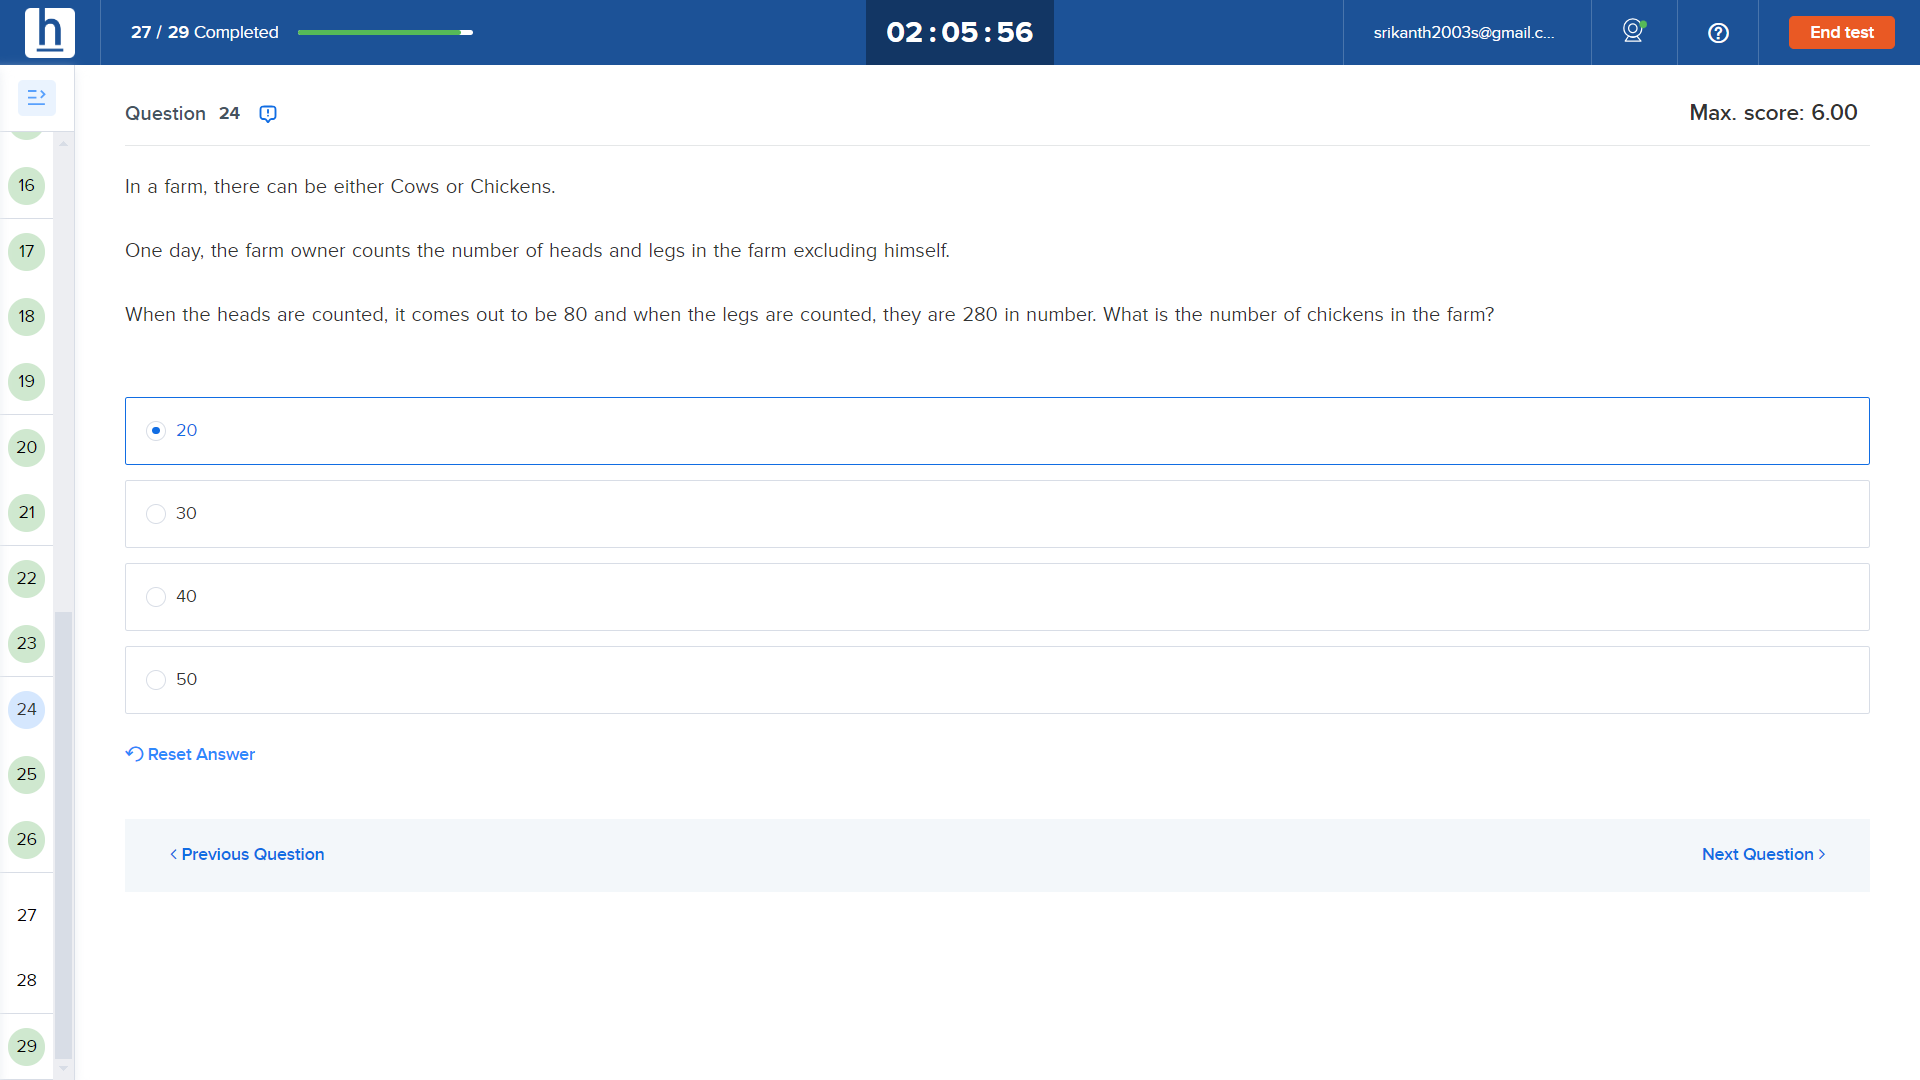 h
27 / 29 Completed
02 : 05 : 56
srikanth2003s@gmail.c...
End test
Question 24
Max. score: 6.00
In a farm, there can be either Cows or Chickens.
One day, the farm owner counts the number of heads and legs in the farm excluding himself.
When the heads are counted, it comes out to be 80 and when the legs are counted, they are 280 in number. What is the number of chickens in the farm?
20
30
40
50
Reset Answer
< Previous Question
Next Question >
16
17
18
19
20
21
22
23
24
25
26
27
28
29